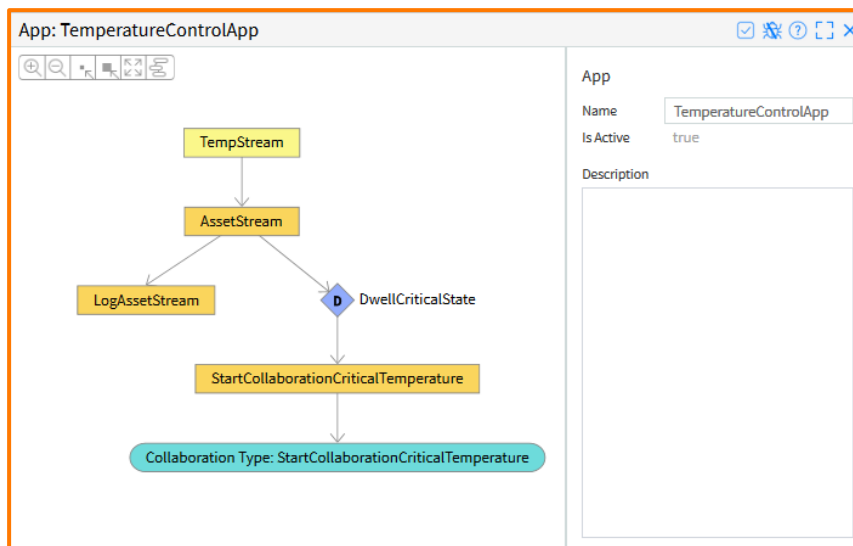 App: TemperatureControlApp
TempStream
AssetStream
LogAssetStream
D DwellCriticalState
StartCollaborationCriticalTemperature
Collaboration Type: StartCollaborationCriticalTemperature
App
Name TemperatureControlApp
Is Active true
Description